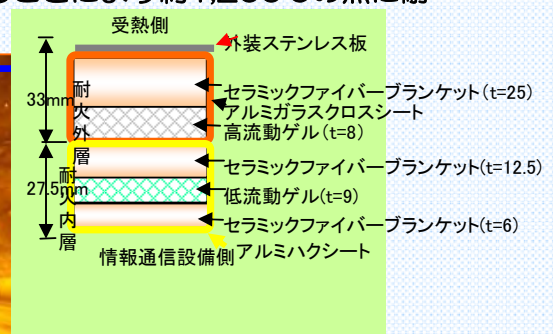 受熱側
外装ステンレス板
33mm
耐火外層
セラミックファイバーブランケット(t=25)
アルミガラスクロスシート
高流動ゲル(t=8)
27.5mm
耐火内層
セラミックファイバーブランケット(t=12.5)
低流動ゲル(t=9)
セラミックファイバーブランケット(t=6)
情報通信設備側
アルミハクシート